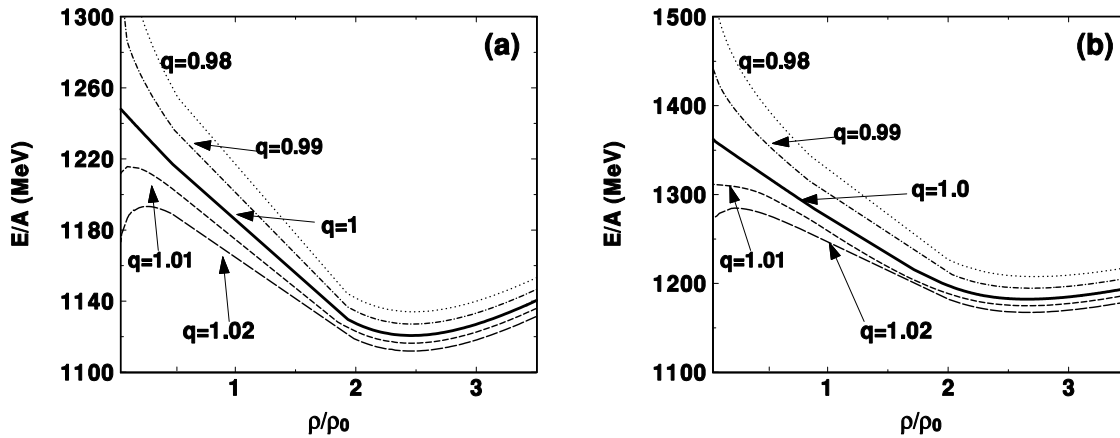 1300
(a)
q=0.98
1260
q=0.99
1220
E/A (MeV)
q=1
1180
q=1.01
1140
q=1.02
1100
1
2
3
ρ/ρ0
1500
(b)
q=0.98
1400
q=0.99
E/A (MeV)
1300
q=1.0
q=1.01
1200
q=1.02
1100
1
2
3
ρ/ρ0